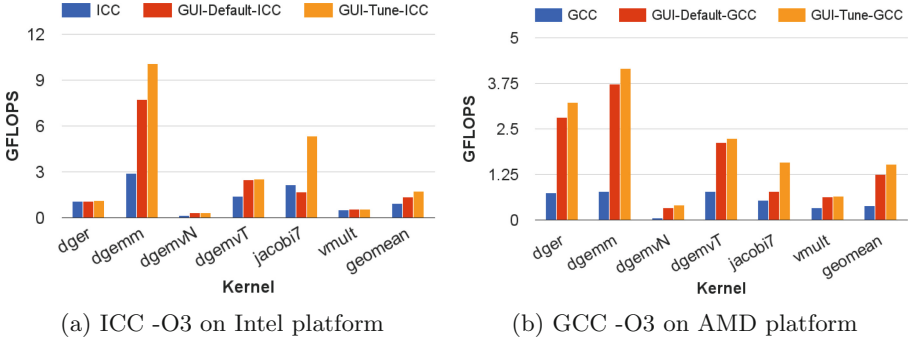 ICC GUI-Default-ICC GUI-Tune-ICC
12
9
6
3
0
GFLOPS
dger dgemm dgemvN dgemvT jacobi7 vmult geomean
Kernel
(a) ICC -O3 on Intel platform
GCC GUI-Default-GCC GUI-Tune-GCC
5
3.75
2.5
1.25
0
GFLOPS
dger dgemm dgemvN dgemvT jacobi7 vmult geomean
Kernel
(b) GCC -O3 on AMD platform